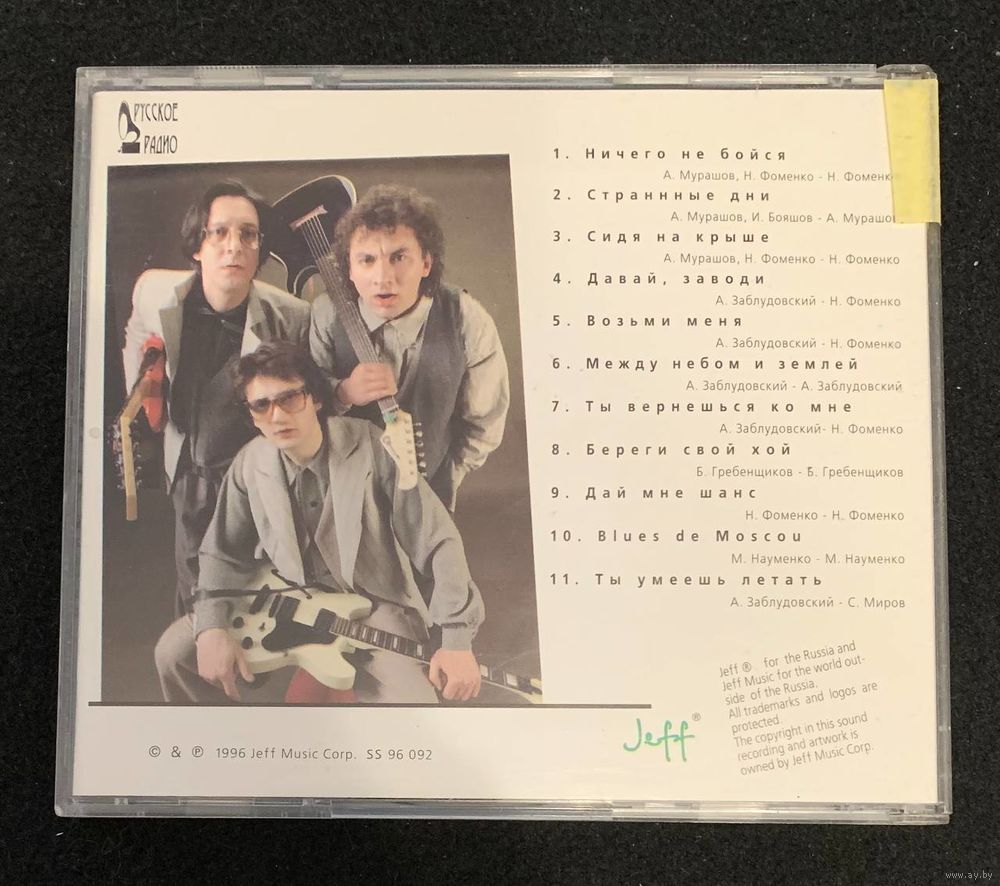 РУССКОЕ
РАДИО
1. Ничего не бойся
А. Мурашов, Н. Фоменко - Н. Фоменко
2. Страннные дни
А. Мурашов, И. Бояшов - А. Мурашов
3. Сидя на крыше
А. Мурашов, Н. Фоменко - Н. Фоменко
4. Давай, заводи
А. Заблудовский - Н. Фоменко
5. Возьми меня
А. Заблудовский - Н. Фоменко
6. Между небом и землей
А. Заблудовский - А. Заблудовский
7. Ты вернешься ко мне
А. Заблудовский- Н. Фоменко
8. Береги свой хой
Б. Гребенщиков - Б. Гребенщиков
9. Дай мне шанс
Н. Фоменко - Н. Фоменко
10. Blues de Moscou
М. Науменко - М. Науменко
11. Ты умеешь летать
А. Заблудовский - С. Миров
Jeff ® for the Russia and
Jeff Music for the world out-
side of the Russia.
All trademarks and logos are
protected.
The copyright in this sound
recording and artwork is
owned by Jeff Music Corp.
Jeff ®
© & ℗ 1996 Jeff Music Corp. SS 96 092
www.ay.by